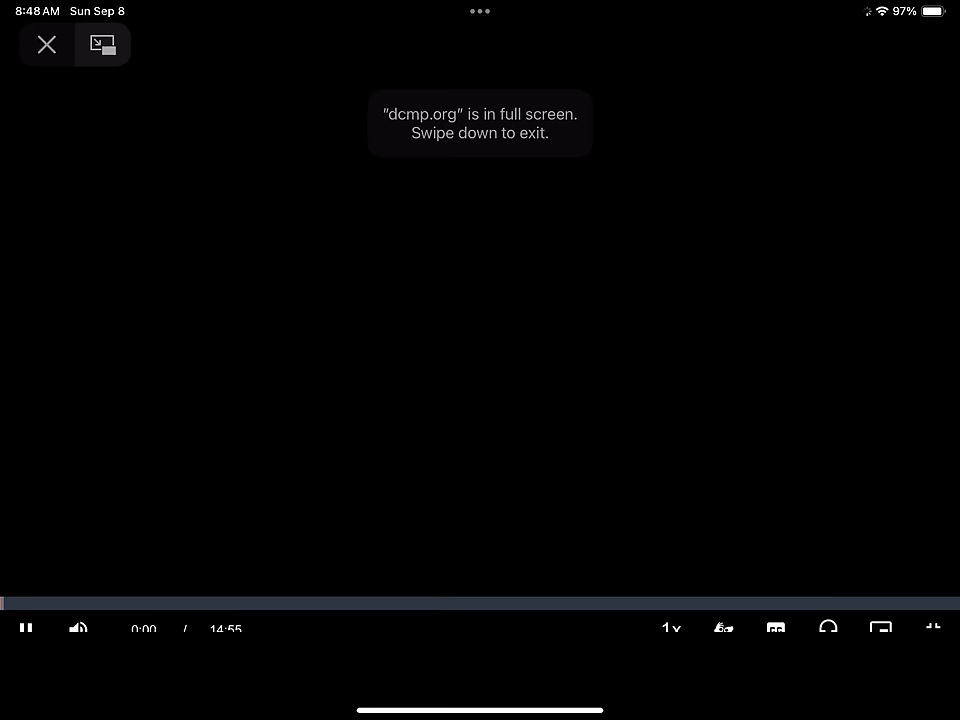 8:48 AM Sun Sep 8
97%
"dcmp.org" is in full screen.
Swipe down to exit.
0:00 / 14:55
1x
CC